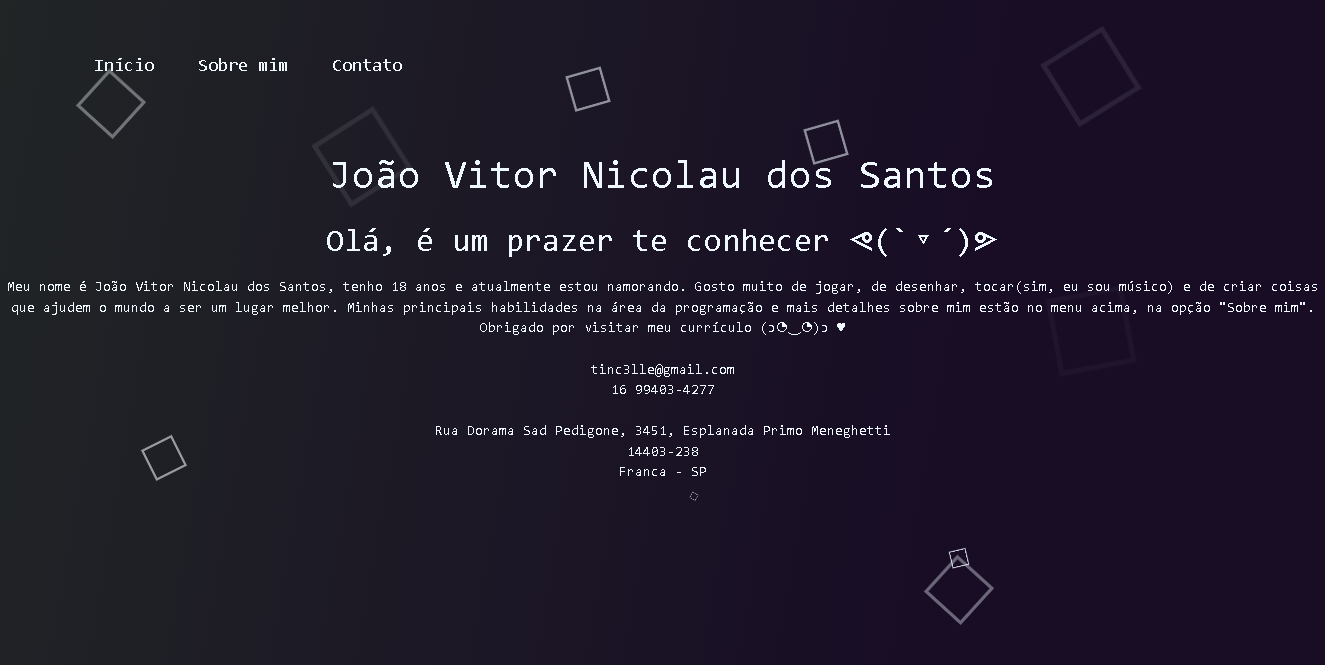 Início Sobre mim Contato
João Vitor Nicolau dos Santos
Olá, é um prazer te conhecer ᕙ(`▿´)ᕗ
Meu nome é João Vitor Nicolau dos Santos, tenho 18 anos e atualmente estou namorando. Gosto muito de jogar, de desenhar, tocar(sim, eu sou músico) e de criar coisas
que ajudem o mundo a ser um lugar melhor. Minhas principais habilidades na área da programação e mais detalhes sobre mim estão no menu acima, na opção "Sobre mim".
Obrigado por visitar meu currículo (ɔ◔‿◔)ɔ ♥
tinc3lle@gmail.com
16 99403-4277
Rua Dorama Sad Pedigone, 3451, Esplanada Primo Meneghetti
14403-238
Franca - SP